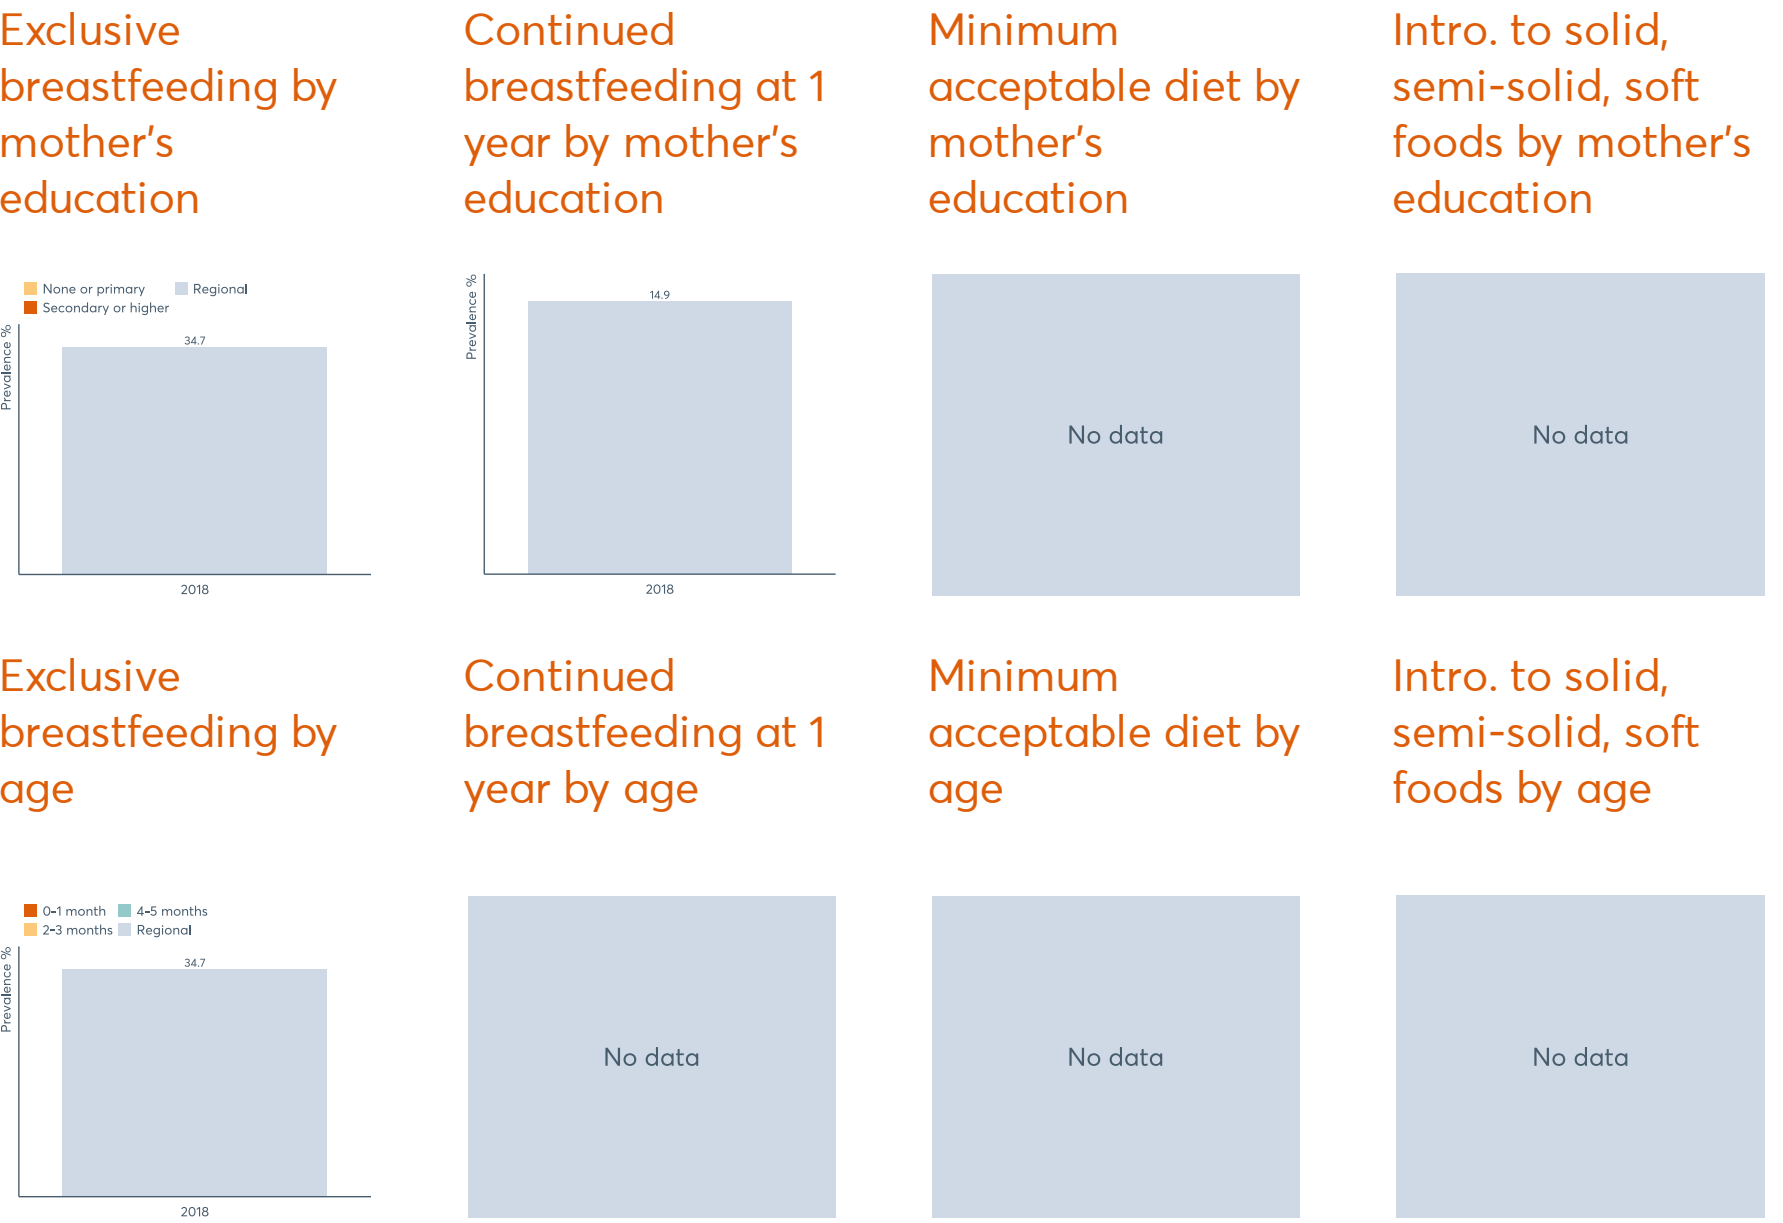 Exclusive
breastfeeding by
mother's
education
Continued
breastfeeding at 1
year by mother's
education
Minimum
acceptable diet by
mother's
education
Intro. to solid,
semi-solid, soft
foods by mother's
education
None or primary
Regional
Secondary or higher
Prevalence %
34.7
2018
Prevalence %
14.9
2018
No data
No data
Exclusive
breastfeeding by
age
Continued
breastfeeding at 1
year by age
Minimum
acceptable diet by
age
Intro. to solid,
semi-solid, soft
foods by age
0-1 month
4-5 months
2-3 months
Regional
Prevalence %
34.7
2018
No data
No data
No data